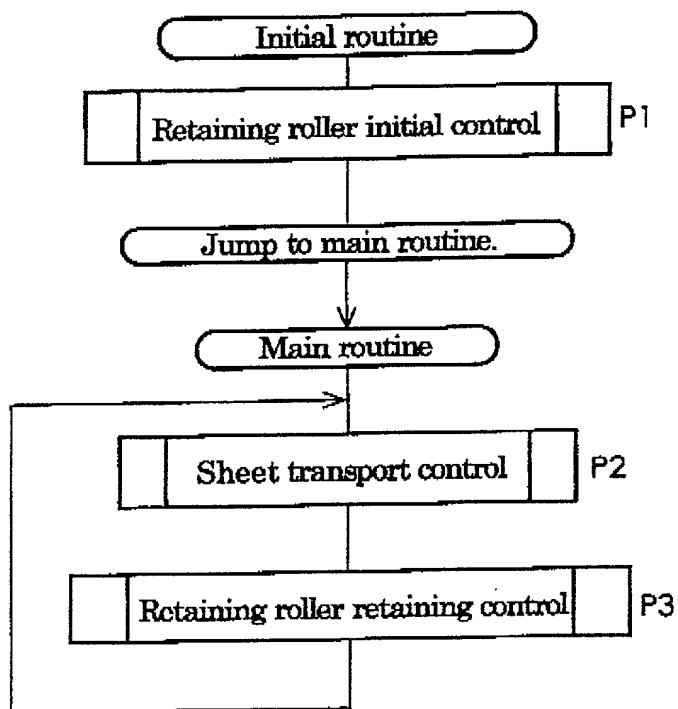 Initial routine
Retaining roller initial control
P1
Jump to main routine.
Main routine
Sheet transport control
P2
Retaining roller retaining control
P3